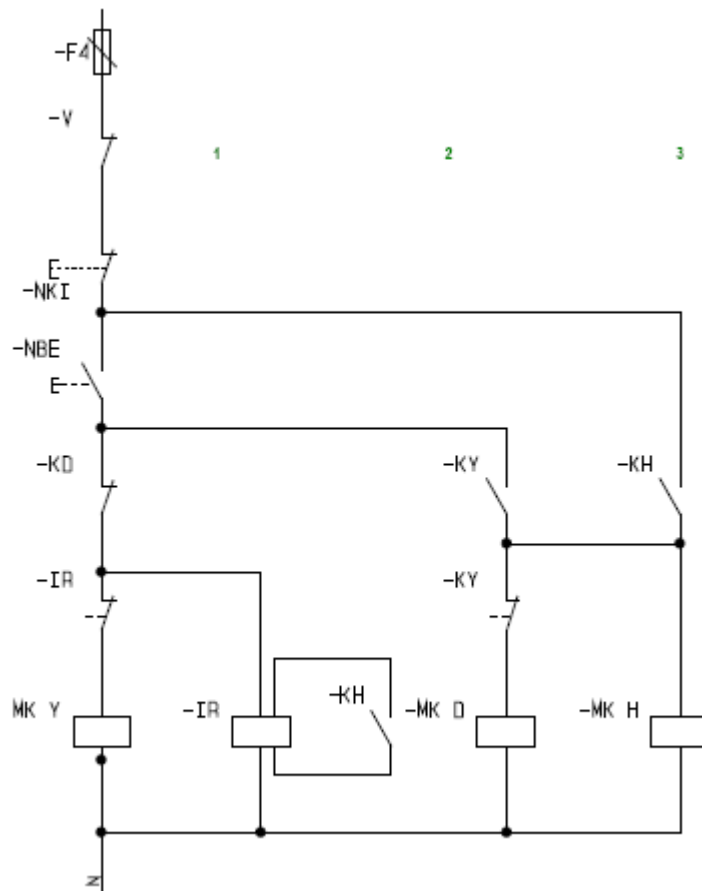 -F4
-V
1 2 3
E
-NKI
-NBE
E
-KD -KY -KH
-IR -KY
MK Y -IR -KH -MK D -MK H
N